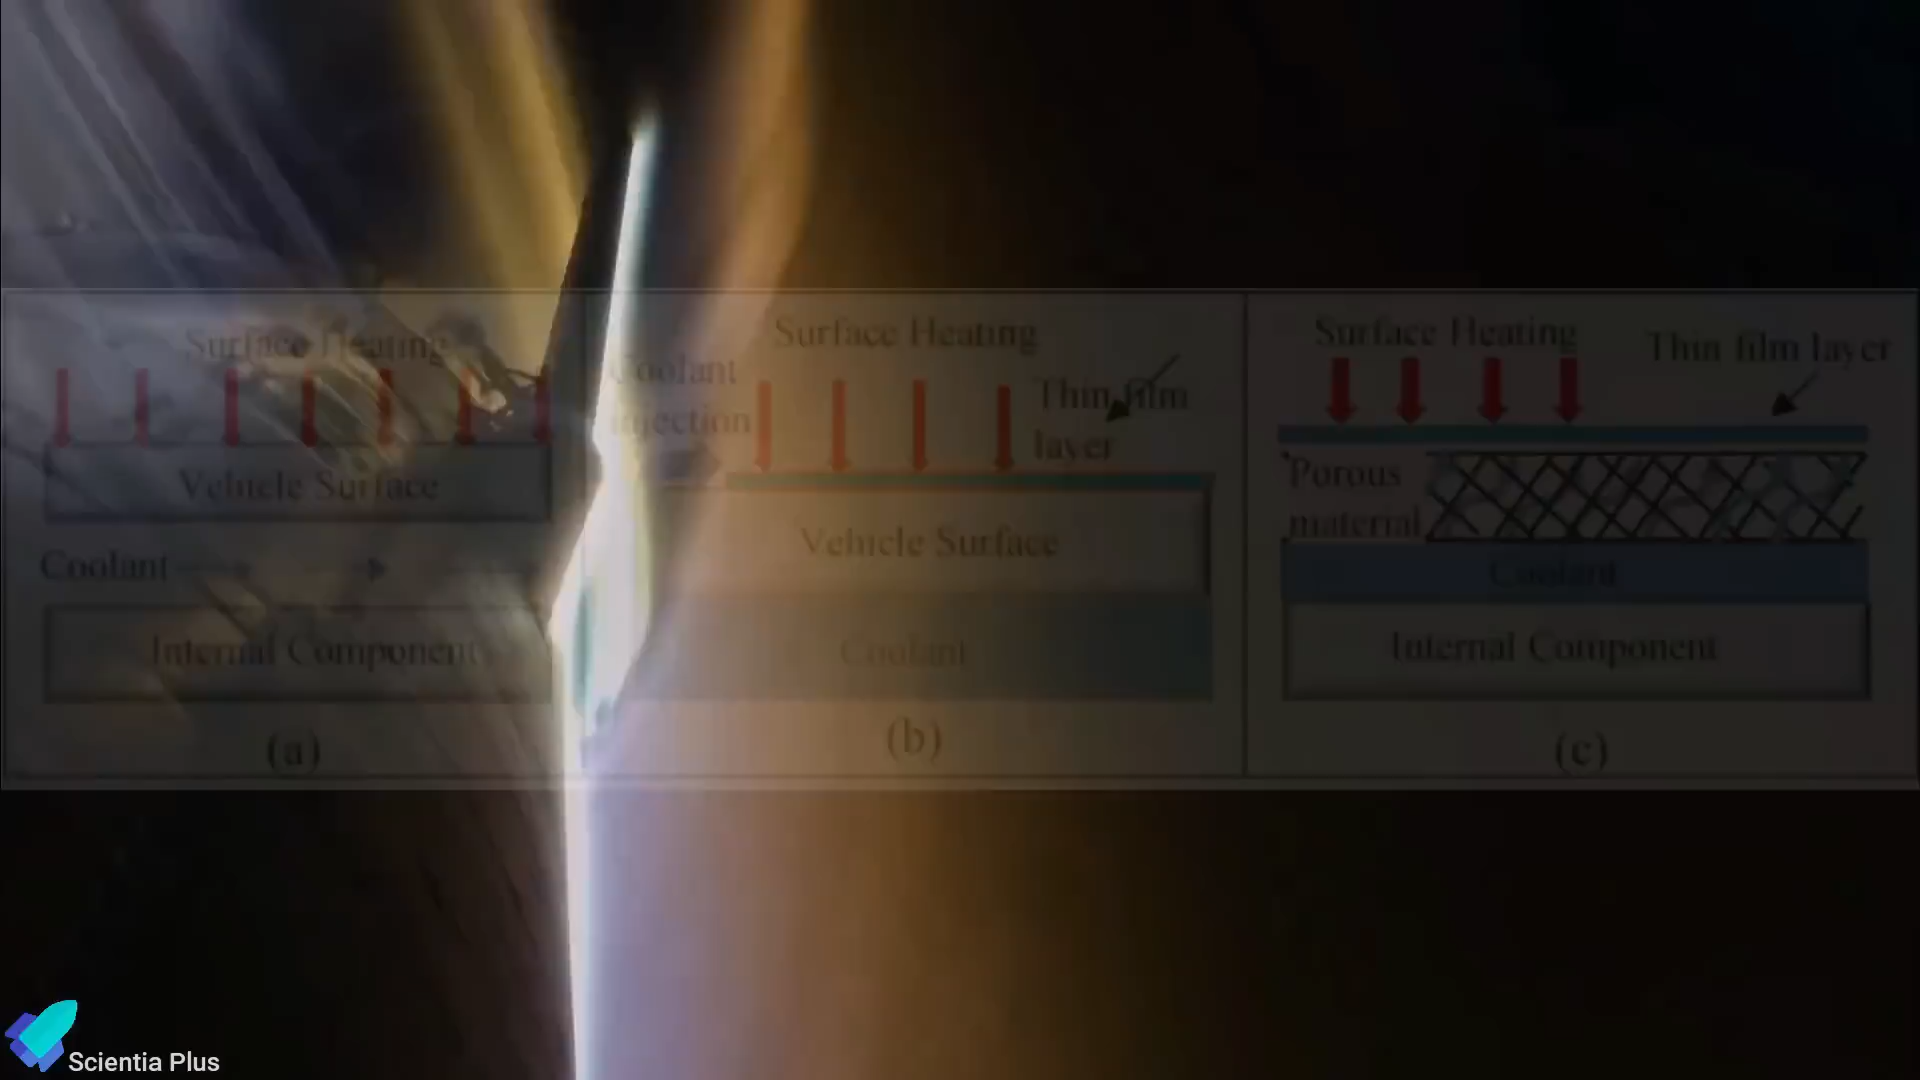 Surface Heating
Vehicle Surface
Coolant
Internal Component
(a)
Surface Heating
Coolant
injection
Thin film
layer
Vehicle Surface
Coolant
(b)
Surface Heating
Thin film layer
Porous
material
Coolant
Internal Component
(c)
Scientia Plus